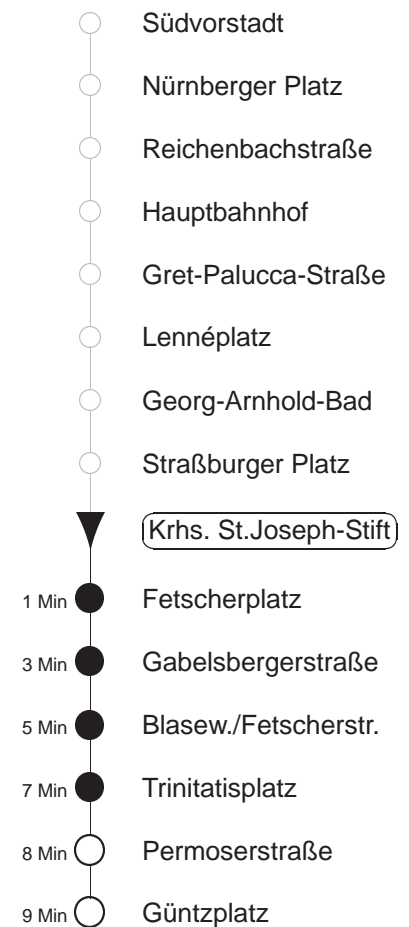 Südvorstadt
Nürnberger Platz
Reichenbachstraße
Hauptbahnhof
Gret-Palucca-Straße
Lennéplatz
Georg-Arnhold-Bad
Straßburger Platz
Krhs. St.Joseph-Stift
1 Min Fetscherplatz
3 Min Gabelsbergerstraße
5 Min Blasew./Fetscherstr.
7 Min Trinitatisplatz
8 Min Permoserstraße
9 Min Güntzplatz